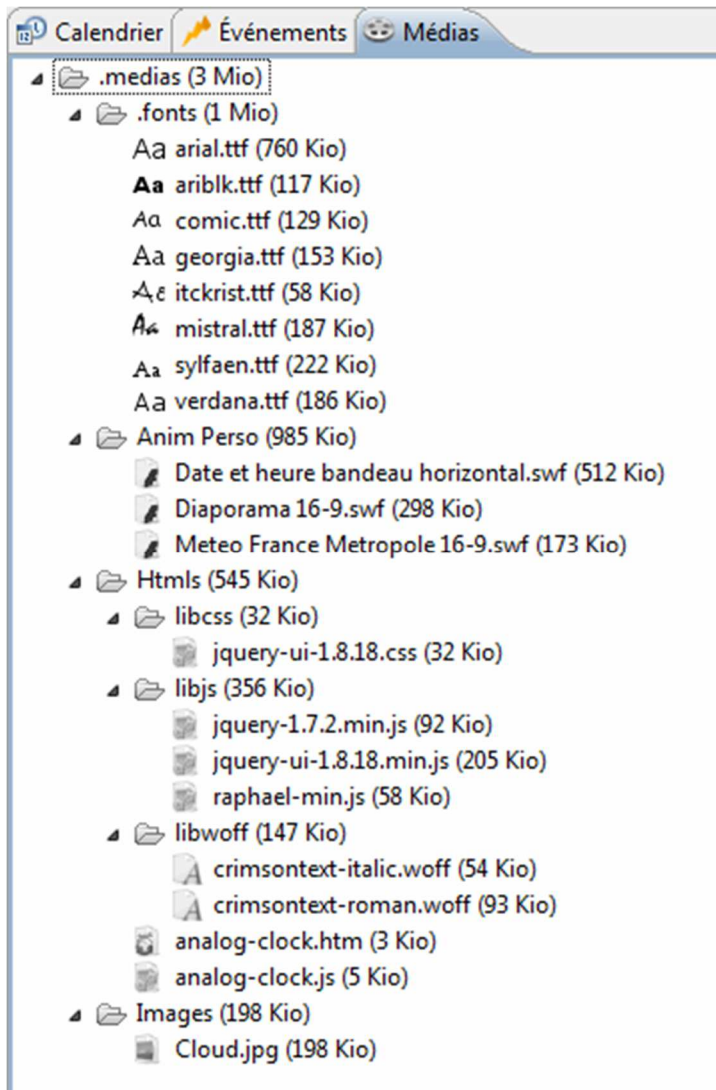 Calendrier Événements Médias
.medias (3 Mio)
.fonts (1 Mio)
Aa arial.ttf (760 Kio)
Aa ariblk.ttf (117 Kio)
Aa comic.ttf (129 Kio)
Aa georgia.ttf (153 Kio)
Aa itckrist.ttf (58 Kio)
Aa mistral.ttf (187 Kio)
Aa sylfaen.ttf (222 Kio)
Aa verdana.ttf (186 Kio)
Anim Perso (985 Kio)
Date et heure bandeau horizontal.swf (512 Kio)
Diaporama 16-9.swf (298 Kio)
Meteo France Metropole 16-9.swf (173 Kio)
Htmls (545 Kio)
libcss (32 Kio)
jquery-ui-1.8.18.css (32 Kio)
libjs (356 Kio)
jquery-1.7.2.min.js (92 Kio)
jquery-ui-1.8.18.min.js (205 Kio)
raphael-min.js (58 Kio)
libwoff (147 Kio)
crimsontext-italic.woff (54 Kio)
crimsontext-roman.woff (93 Kio)
analog-clock.htm (3 Kio)
analog-clock.js (5 Kio)
Images (198 Kio)
Cloud.jpg (198 Kio)